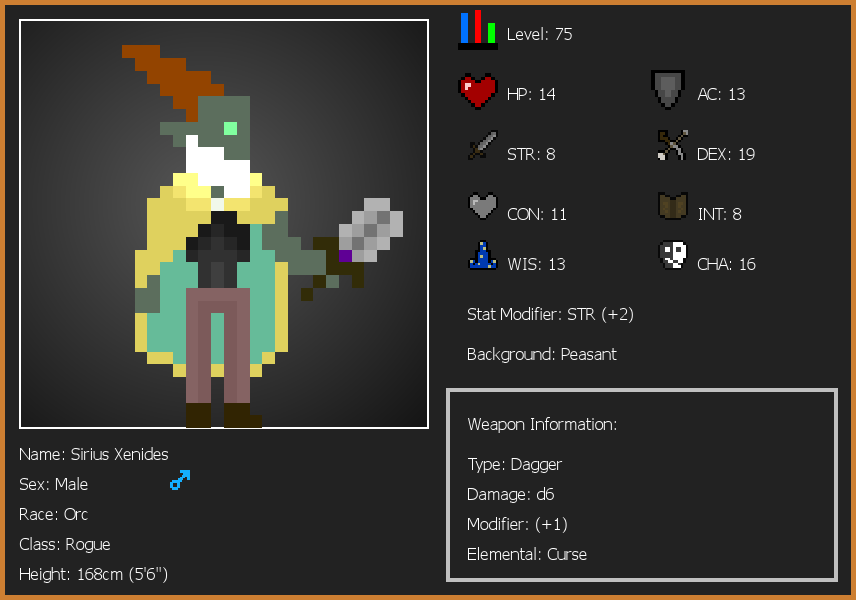 Level: 75
HP: 14
AC: 13
STR: 8
DEX: 19
CON: 11
INT: 8
WIS: 13
CHA: 16
Stat Modifier: STR (+2)
Background: Peasant
Weapon Information:
Type: Dagger
Damage: d6
Modifier: (+1)
Elemental: Curse
Name: Sirius Xenides
Sex: Male
Race: Orc
Class: Rogue
Height: 168cm (5'6")